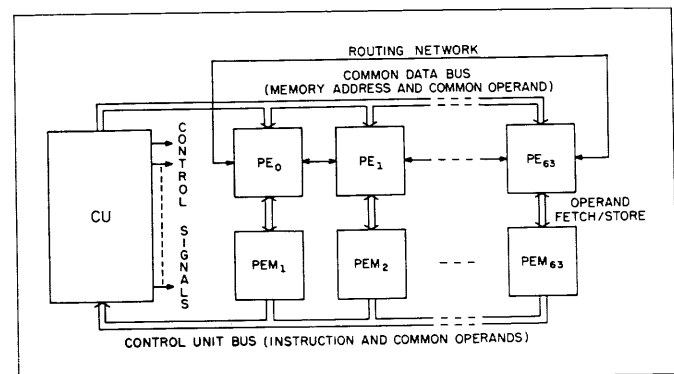 ROUTING NETWORK
COMMON DATA BUS
(MEMORY ADDRESS AND COMMON OPERAND)
CONTROL SIGNALS
CU
PE₀
PE₁
PE₆₃
OPERAND
FETCH/STORE
PEM₁
PEM₂
PEM₆₃
CONTROL UNIT BUS (INSTRUCTION AND COMMON OPERANDS)